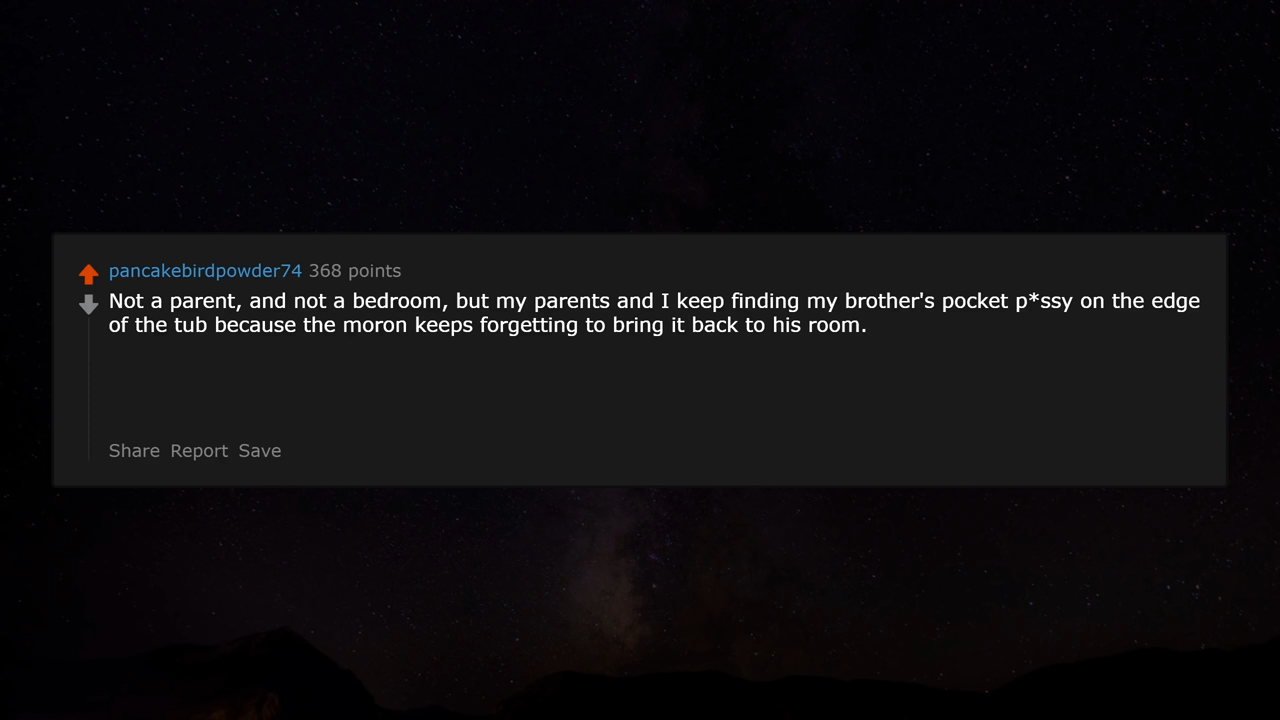 pancakebirdpowder74 368 points
Not a parent, and not a bedroom, but my parents and I keep finding my brother's pocket p*ssy on the edge
of the tub because the moron keeps forgetting to bring it back to his room.
Share Report Save